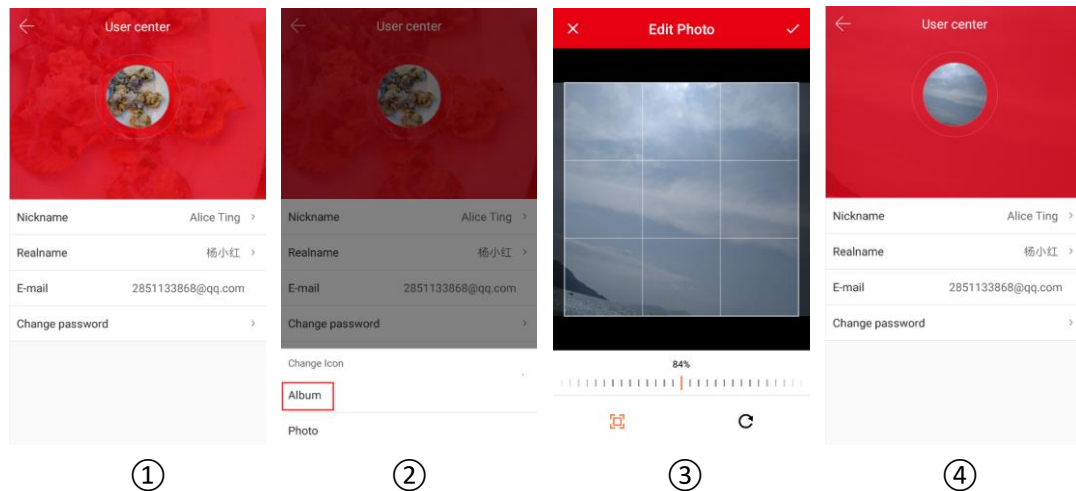 User center
Nickname Alice Ting
Realname 杨小红
E-mail 2851133868@qq.com
Change password
①
User center
Nickname Alice Ting
Realname 杨小红
E-mail 2851133868@qq.com
Change password
Change Icon
Album
Photo
②
Edit Photo
84%
③
User center
Nickname Alice Ting
Realname 杨小红
E-mail 2851133868@qq.com
Change password
④